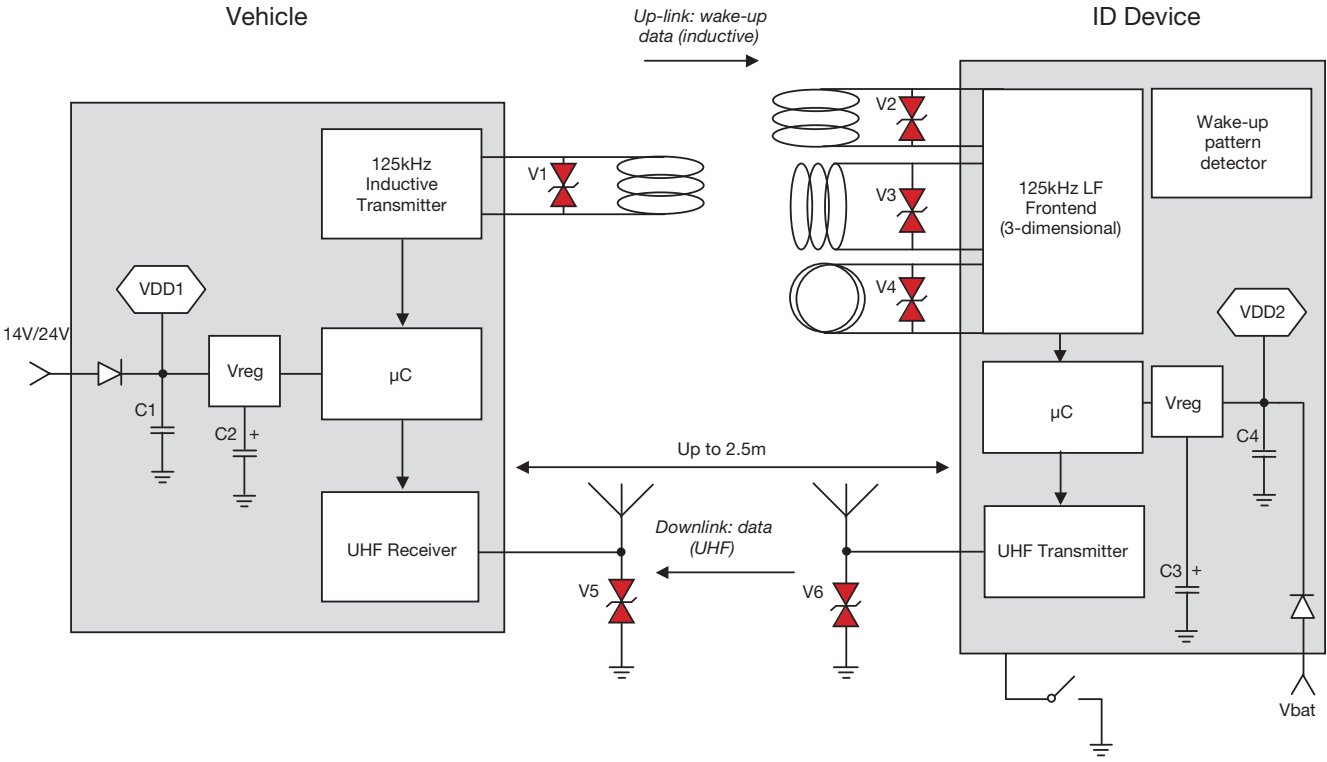 Vehicle
Up-link: wake-up
data (inductive)
ID Device
125kHz
Inductive
Transmitter
V1
V2
V3
V4
125kHz LF
Frontend
(3-dimensional)
Wake-up
pattern
detector
VDD1
14V/24V
Vreg
µC
C1
C2 +
VDD2
µC
Vreg
C4
Up to 2.5m
UHF Receiver
Downlink: data
(UHF)
V5
V6
UHF Transmitter
C3 +
Vbat